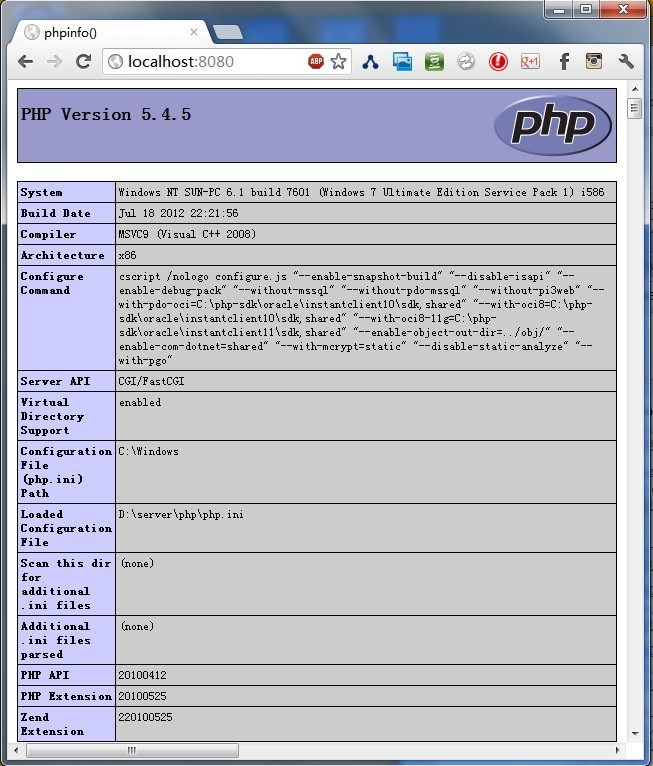 phpinfo()
localhost:8080
ABP
g+1
PHP Version 5.4.5
php
System Windows NT SUN-PC 6.1 build 7601 (Windows 7 Ultimate Edition Service Pack 1) i586
Build Date Jul 18 2012 22:21:56
Compiler MSVC9 (Visual C++ 2008)
Architecture x86
Configure cscript /nologo configure.js "--enable-snapshot-build" "--disable-isapi" "--
Command enable-debug-pack" "--without-mssql" "--without-pdo-mssql" "--without-pi3web" "--
with-pdo-oci=C:\php-sdk\oracle\instantclient10\sdk,shared" "--with-oci8=C:\php-
sdk\oracle\instantclient10\sdk,shared" "--with-oci8-11g=C:\php-
sdk\oracle\instantclient11\sdk,shared" "--enable-object-out-dir=../obj/" "--
enable-com-dotnet=shared" "--with-mcrypt=static" "--disable-static-analyze" "--
with-pgo"
Server API CGI/FastCGI
Virtual enabled
Directory
Support
Configuration C:\Windows
File
(php.ini)
Path
Loaded D:\server\php\php.ini
Configuration
File
Scan this dir (none)
for
additional
.ini files
Additional (none)
.ini files
parsed
PHP API 20100412
PHP Extension 20100525
Zend 220100525
Extension